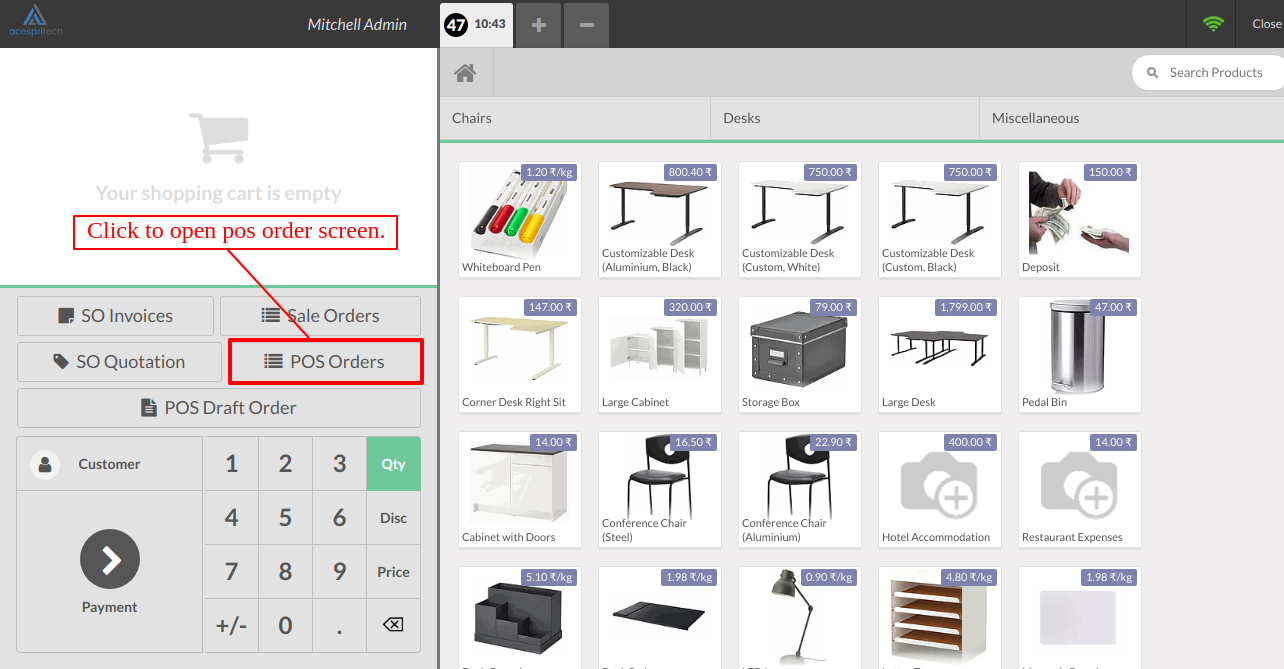 acespritech
Mitchell Admin
47 10:43
Close
Your shopping cart is empty
Click to open pos order screen.
SO Invoices
Sale Orders
SO Quotation
POS Orders
POS Draft Order
Customer
1 2 3 Qty
4 5 6 Disc
7 8 9 Price
+/- 0 .
Payment
Search Products
Chairs
Desks
Miscellaneous
1.20 ₹/kg
Whiteboard Pen
800.40 ₹
Customizable Desk
(Aluminium, Black)
750.00 ₹
Customizable Desk
(Custom, White)
750.00 ₹
Customizable Desk
(Custom, Black)
150.00 ₹
Deposit
147.00 ₹
Corner Desk Right Sit
320.00 ₹
Large Cabinet
79.00 ₹
Storage Box
1,799.00 ₹
Large Desk
47.00 ₹
Pedal Bin
14.00 ₹
Cabinet with Doors
16.50 ₹
Conference Chair
(Steel)
22.90 ₹
Conference Chair
(Aluminium)
400.00 ₹
Hotel Accommodation
14.00 ₹
Restaurant Expenses
5.10 ₹/kg
1.98 ₹/kg
0.90 ₹/kg
4.80 ₹/kg
1.98 ₹/kg